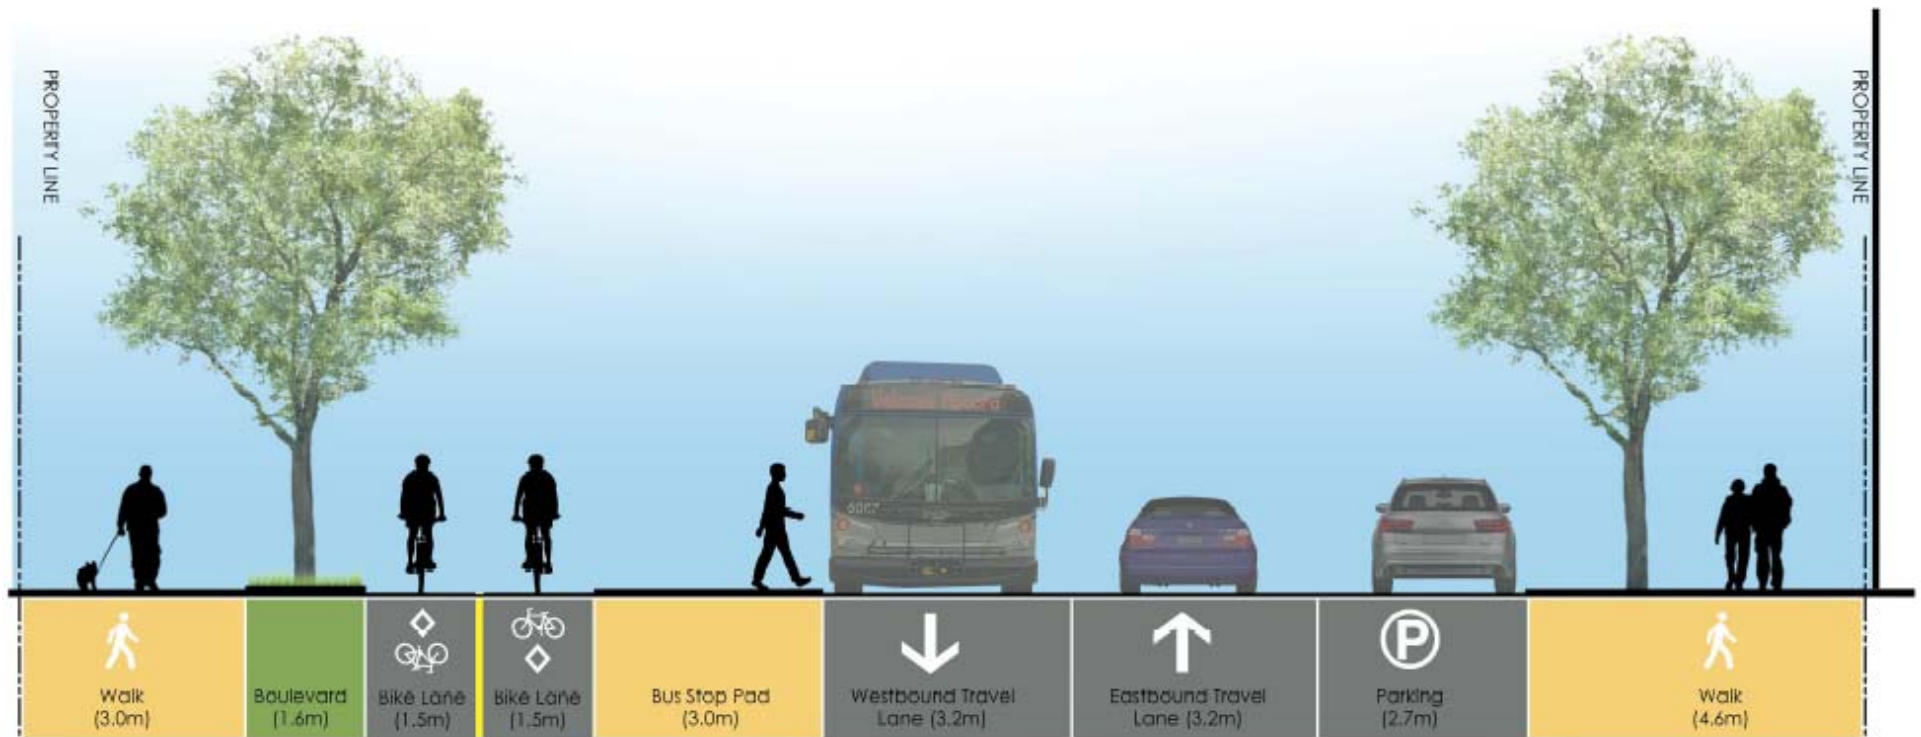 PROPERTY LINE
PROPERTY LINE
6067
P
Walk
(3.0m)
Boulevard
(1.6m)
Bike Lane
(1.5m)
Bike Lane
(1.5m)
Bus Stop Pad
(3.0m)
Westbound Travel
Lane (3.2m)
Eastbound Travel
Lane (3.2m)
Parking
(2.7m)
Walk
(4.6m)